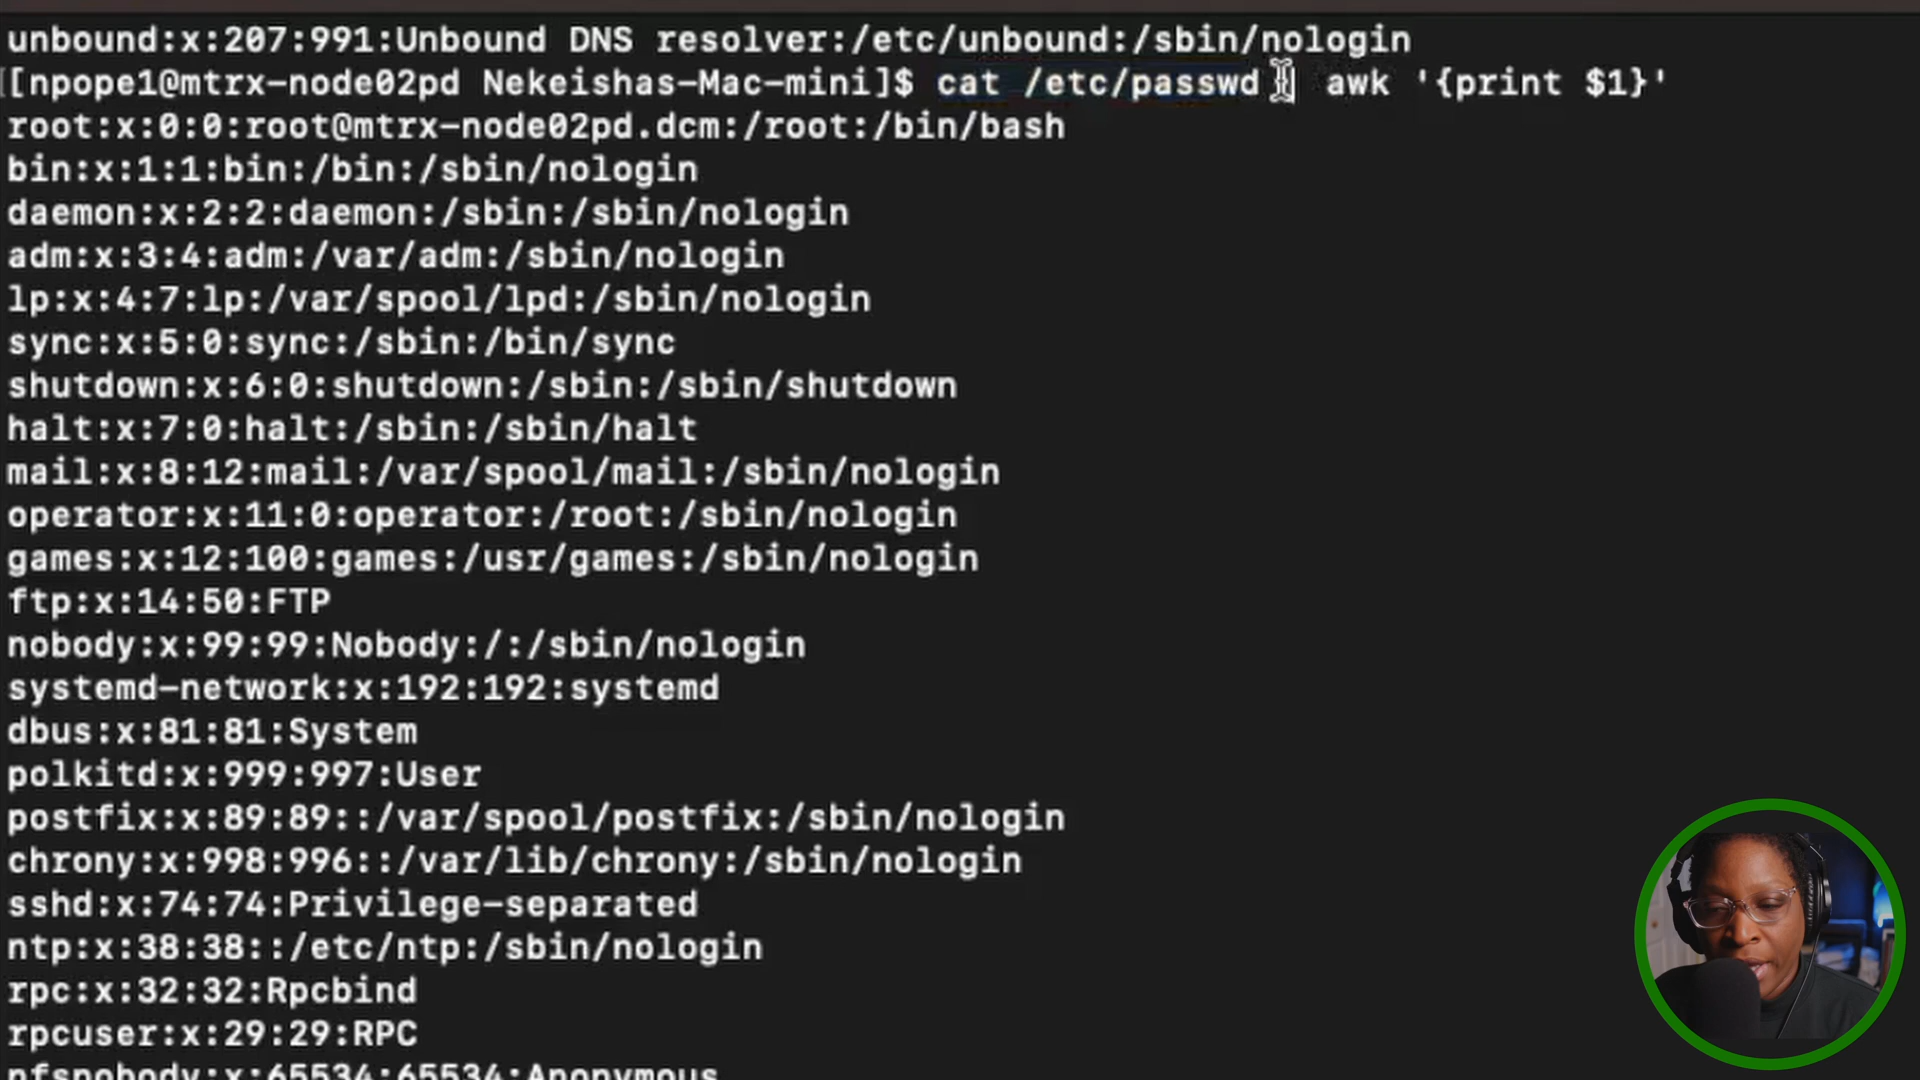 unbound:x:207:991:Unbound DNS resolver:/etc/unbound:/sbin/nologin
[[npope1@mtrx-node02pd Nekeishas-Mac-mini]$ cat /etc/passwd | awk '{print $1}'
root:x:0:0:root@mtrx-node02pd.dcm:/root:/bin/bash
bin:x:1:1:bin:/bin:/sbin/nologin
daemon:x:2:2:daemon:/sbin:/sbin/nologin
adm:x:3:4:adm:/var/adm:/sbin/nologin
lp:x:4:7:lp:/var/spool/lpd:/sbin/nologin
sync:x:5:0:sync:/sbin:/bin/sync
shutdown:x:6:0:shutdown:/sbin:/sbin/shutdown
halt:x:7:0:halt:/sbin:/sbin/halt
mail:x:8:12:mail:/var/spool/mail:/sbin/nologin
operator:x:11:0:operator:/root:/sbin/nologin
games:x:12:100:games:/usr/games:/sbin/nologin
ftp:x:14:50:FTP
nobody:x:99:99:Nobody:/:/sbin/nologin
systemd-network:x:192:192:systemd
dbus:x:81:81:System
polkitd:x:999:997:User
postfix:x:89:89::/var/spool/postfix:/sbin/nologin
chrony:x:998:996::/var/lib/chrony:/sbin/nologin
sshd:x:74:74:Privilege-separated
ntp:x:38:38::/etc/ntp:/sbin/nologin
rpc:x:32:32:Rpcbind
rpcuser:x:29:29:RPC
nfsnobody:x:65534:65534:Anonymous